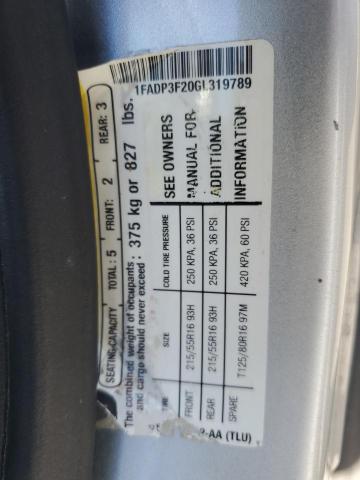 SEATING CAPACITY TOTAL : 5 FRONT: 2 REAR: 3
The combined weight of occupants
and cargo should never exceed : 375 kg or 827 lbs.
SIZE COLD TIRE PRESSURE
FRONT 215/55R16 93H 250 KPA, 36 PSI
REAR 215/55R16 93H 250 KPA, 36 PSI
SPARE T125/80R16 97M 420 KPA, 60 PSI
SEE OWNERS
MANUAL FOR
ADDITIONAL
INFORMATION
1FADP3F20GL319789
-AA (TLU)